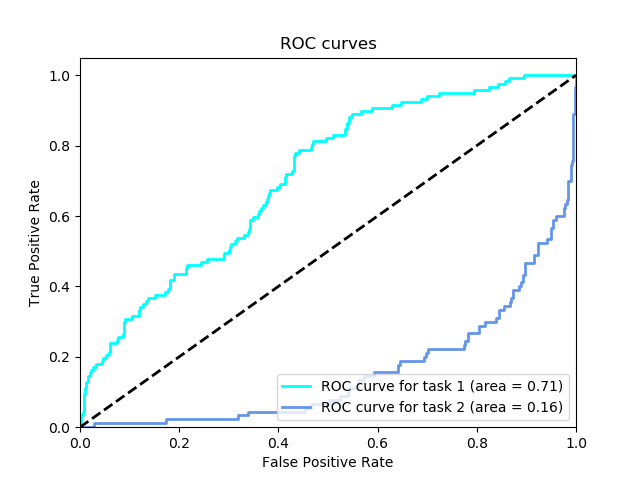 ROC curves
True Positive Rate
1.0
0.8
0.6
0.4
0.2
0.0
ROC curve for task 1 (area = 0.71)
ROC curve for task 2 (area = 0.16)
0.0 0.2 0.4 0.6 0.8 1.0
False Positive Rate